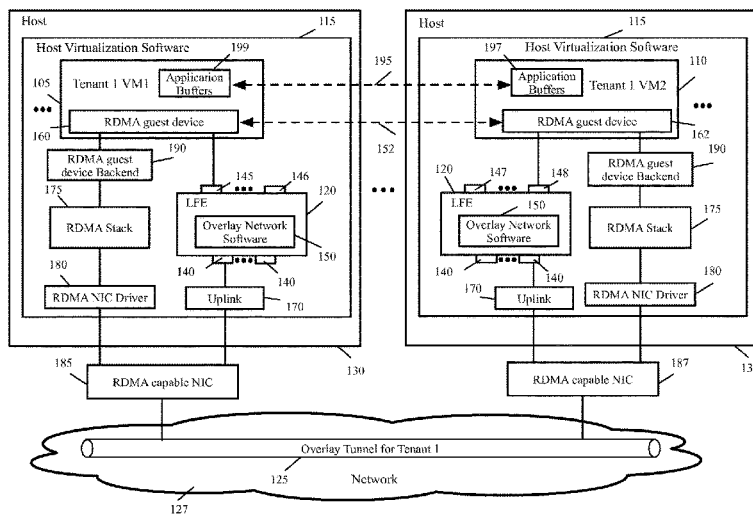 Host
115
Host Virtualization Software
199
105
Tenant 1 VM1
Application
Buffers
RDMA guest device
160
190
RDMA guest
device Backend
145
146
120
175
LFE
RDMA Stack
Overlay Network
Software
150
180
140
140
RDMA NIC Driver
Uplink
170
130
185
RDMA capable NIC
195
152
Host
115
Host Virtualization Software
197
Application
Buffers
Tenant 1 VM2
110
RDMA guest device
162
190
RDMA guest
device Backend
120
147
148
LFE
150
175
Overlay Network
Software
RDMA Stack
140
140
180
170
Uplink
RDMA NIC Driver
13
187
RDMA capable NIC
Overlay Tunnel for Tenant 1
125
Network
127